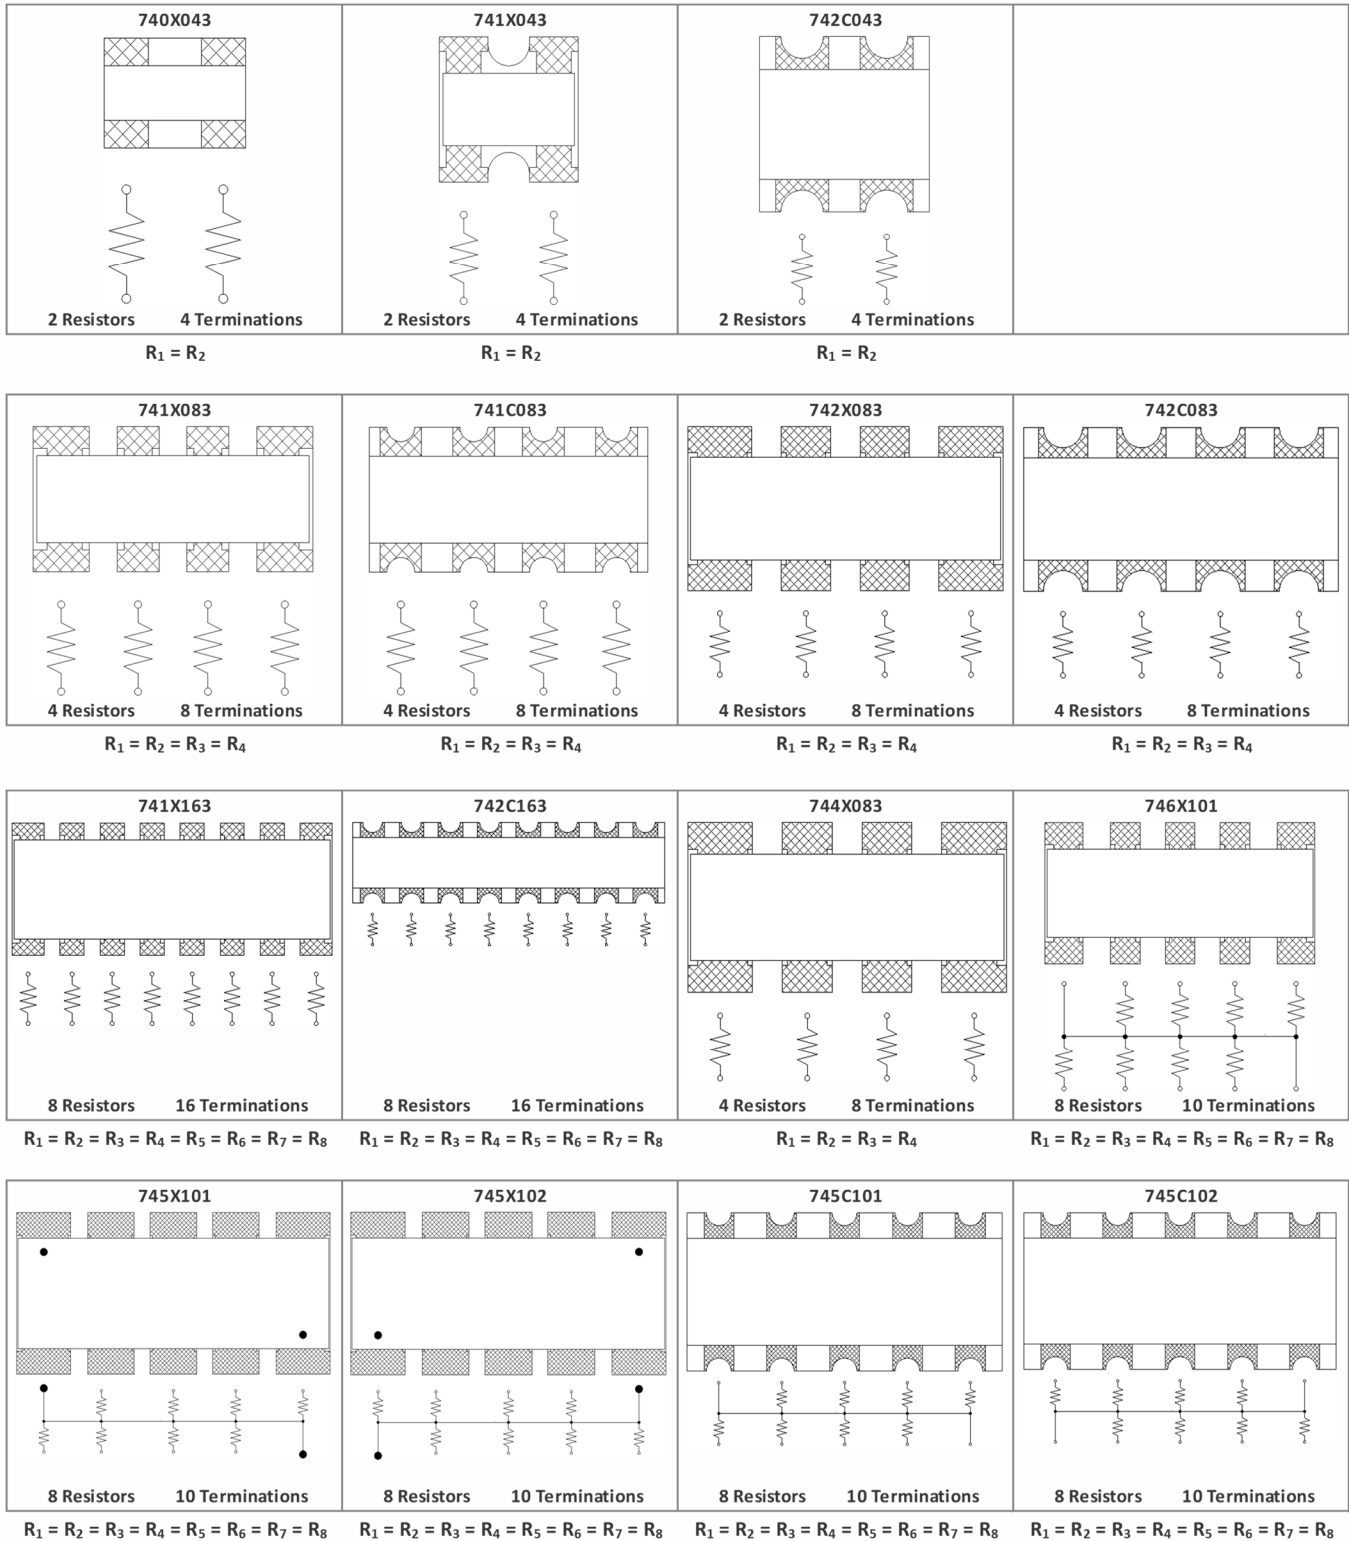 740X043 741X043 742C043
2 Resistors 4 Terminations 2 Resistors 4 Terminations 2 Resistors 4 Terminations
R₁ = R₂ R₁ = R₂ R₁ = R₂
741X083 741C083 742X083 742C083
4 Resistors 8 Terminations 4 Resistors 8 Terminations 4 Resistors 8 Terminations 4 Resistors 8 Terminations
R₁ = R₂ = R₃ = R₄ R₁ = R₂ = R₃ = R₄ R₁ = R₂ = R₃ = R₄ R₁ = R₂ = R₃ = R₄
741X163 742C163 744X083 746X101
8 Resistors 16 Terminations 8 Resistors 16 Terminations 4 Resistors 8 Terminations 8 Resistors 10 Terminations
R₁ = R₂ = R₃ = R₄ = R₅ = R₆ = R₇ = R₈ R₁ = R₂ = R₃ = R₄ = R₅ = R₆ = R₇ = R₈ R₁ = R₂ = R₃ = R₄ R₁ = R₂ = R₃ = R₄ = R₅ = R₆ = R₇ = R₈
745X101 745X102 745C101 745C102
8 Resistors 10 Terminations 8 Resistors 10 Terminations 8 Resistors 10 Terminations 8 Resistors 10 Terminations
R₁ = R₂ = R₃ = R₄ = R₅ = R₆ = R₇ = R₈ R₁ = R₂ = R₃ = R₄ = R₅ = R₆ = R₇ = R₈ R₁ = R₂ = R₃ = R₄ = R₅ = R₆ = R₇ = R₈ R₁ = R₂ = R₃ = R₄ = R₅ = R₆ = R₇ = R₈